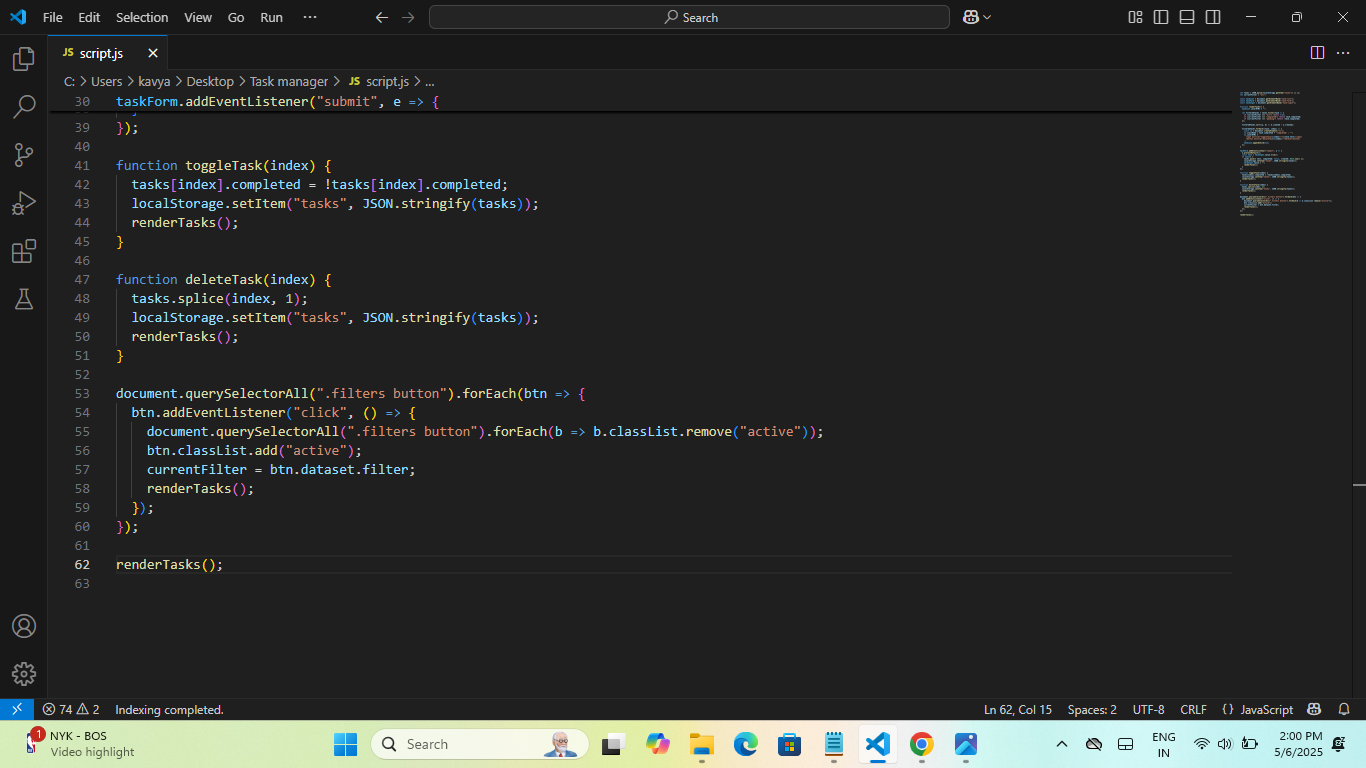 File Edit Selection View Go Run ··· Search
JS script.js
C: > Users > kavya > Desktop > Task manager > JS script.js > ...
30 taskForm.addEventListener("submit", e => {
39 });
40
41 function toggleTask(index) {
42 tasks[index].completed = !tasks[index].completed;
43 localStorage.setItem("tasks", JSON.stringify(tasks));
44 renderTasks();
45 }
46
47 function deleteTask(index) {
48 tasks.splice(index, 1);
49 localStorage.setItem("tasks", JSON.stringify(tasks));
50 renderTasks();
51 }
52
53 document.querySelectorAll(".filters button").forEach(btn => {
54 btn.addEventListener("click", () => {
55 document.querySelectorAll(".filters button").forEach(b => b.classList.remove("active"));
56 btn.classList.add("active");
57 currentFilter = btn.dataset.filter;
58 renderTasks();
59 });
60 });
61
62 renderTasks();
63
74 2 Indexing completed. Ln 62, Col 15 Spaces: 2 UTF-8 CRLF {} JavaScript
1 NYK - BOS
Video highlight
Search
ENG
IN
2:00 PM
5/6/2025